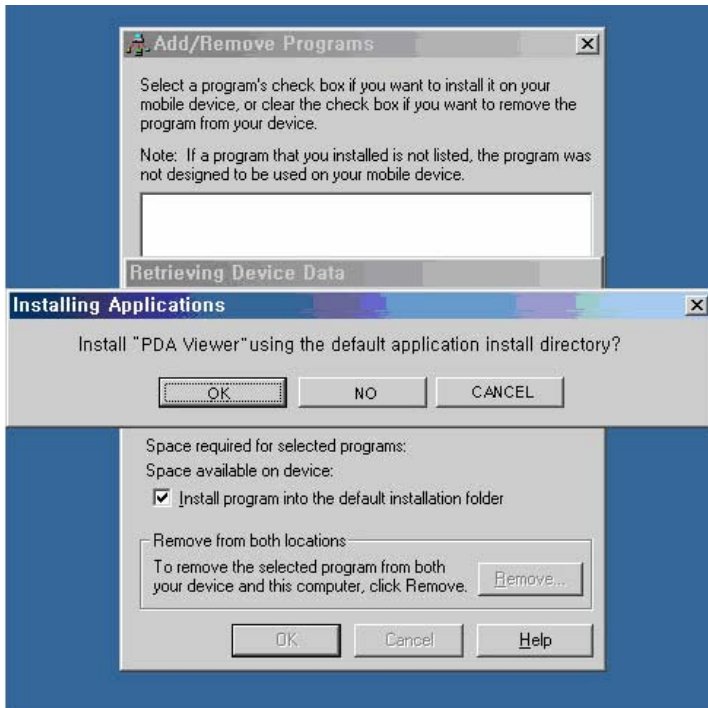 Add/Remove Programs
Select a program's check box if you want to install it on your
mobile device, or clear the check box if you want to remove the
program from your device.
Note: If a program that you installed is not listed, the program was
not designed to be used on your mobile device.
Retrieving Device Data
Installing Applications
Install "PDA Viewer"using the default application install directory?
OK NO CANCEL
Space required for selected programs:
Space available on device:
Install program into the default installation folder
Remove from both locations
To remove the selected program from both
your device and this computer, click Remove.
Remove...
OK Cancel Help